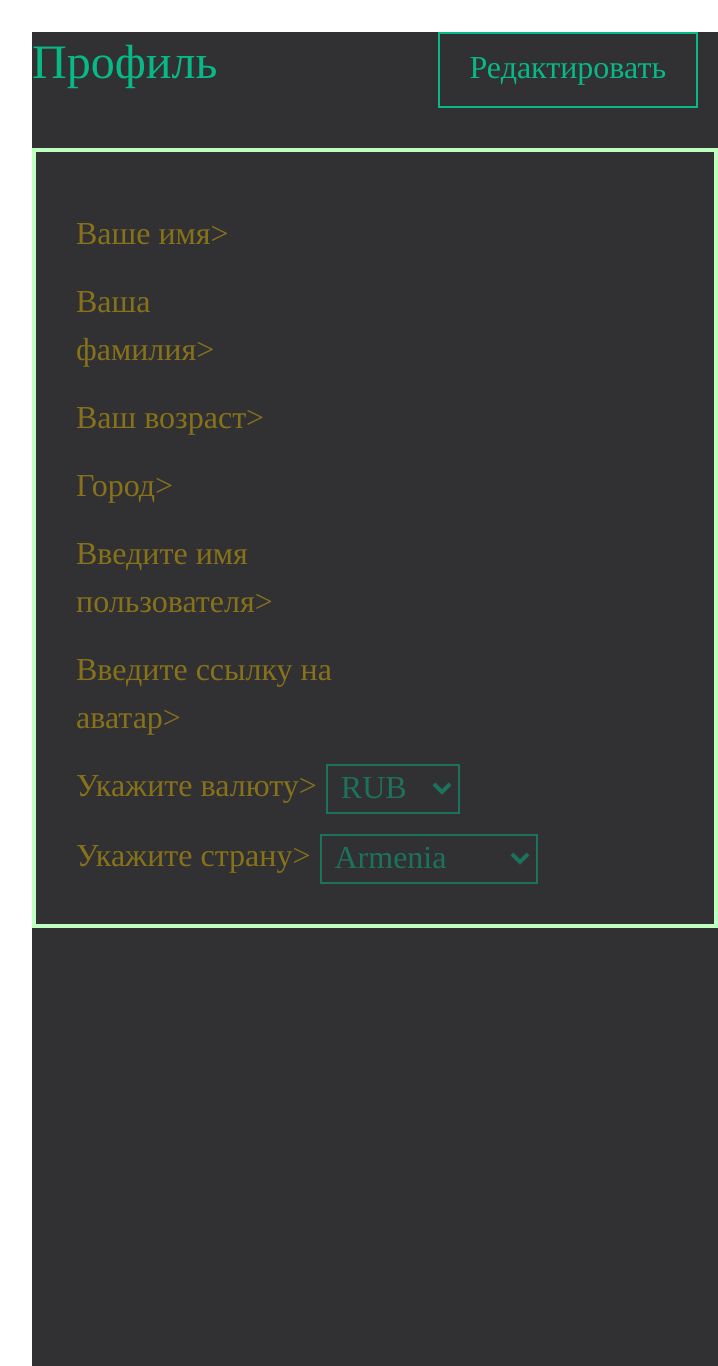 Профиль
Редактировать
Ваше имя>
Ваша
фамилия>
Ваш возраст>
Город>
Введите имя
пользователя>
Введите ссылку на
аватар>
Укажите валюту> RUB
Укажите страну> Armenia